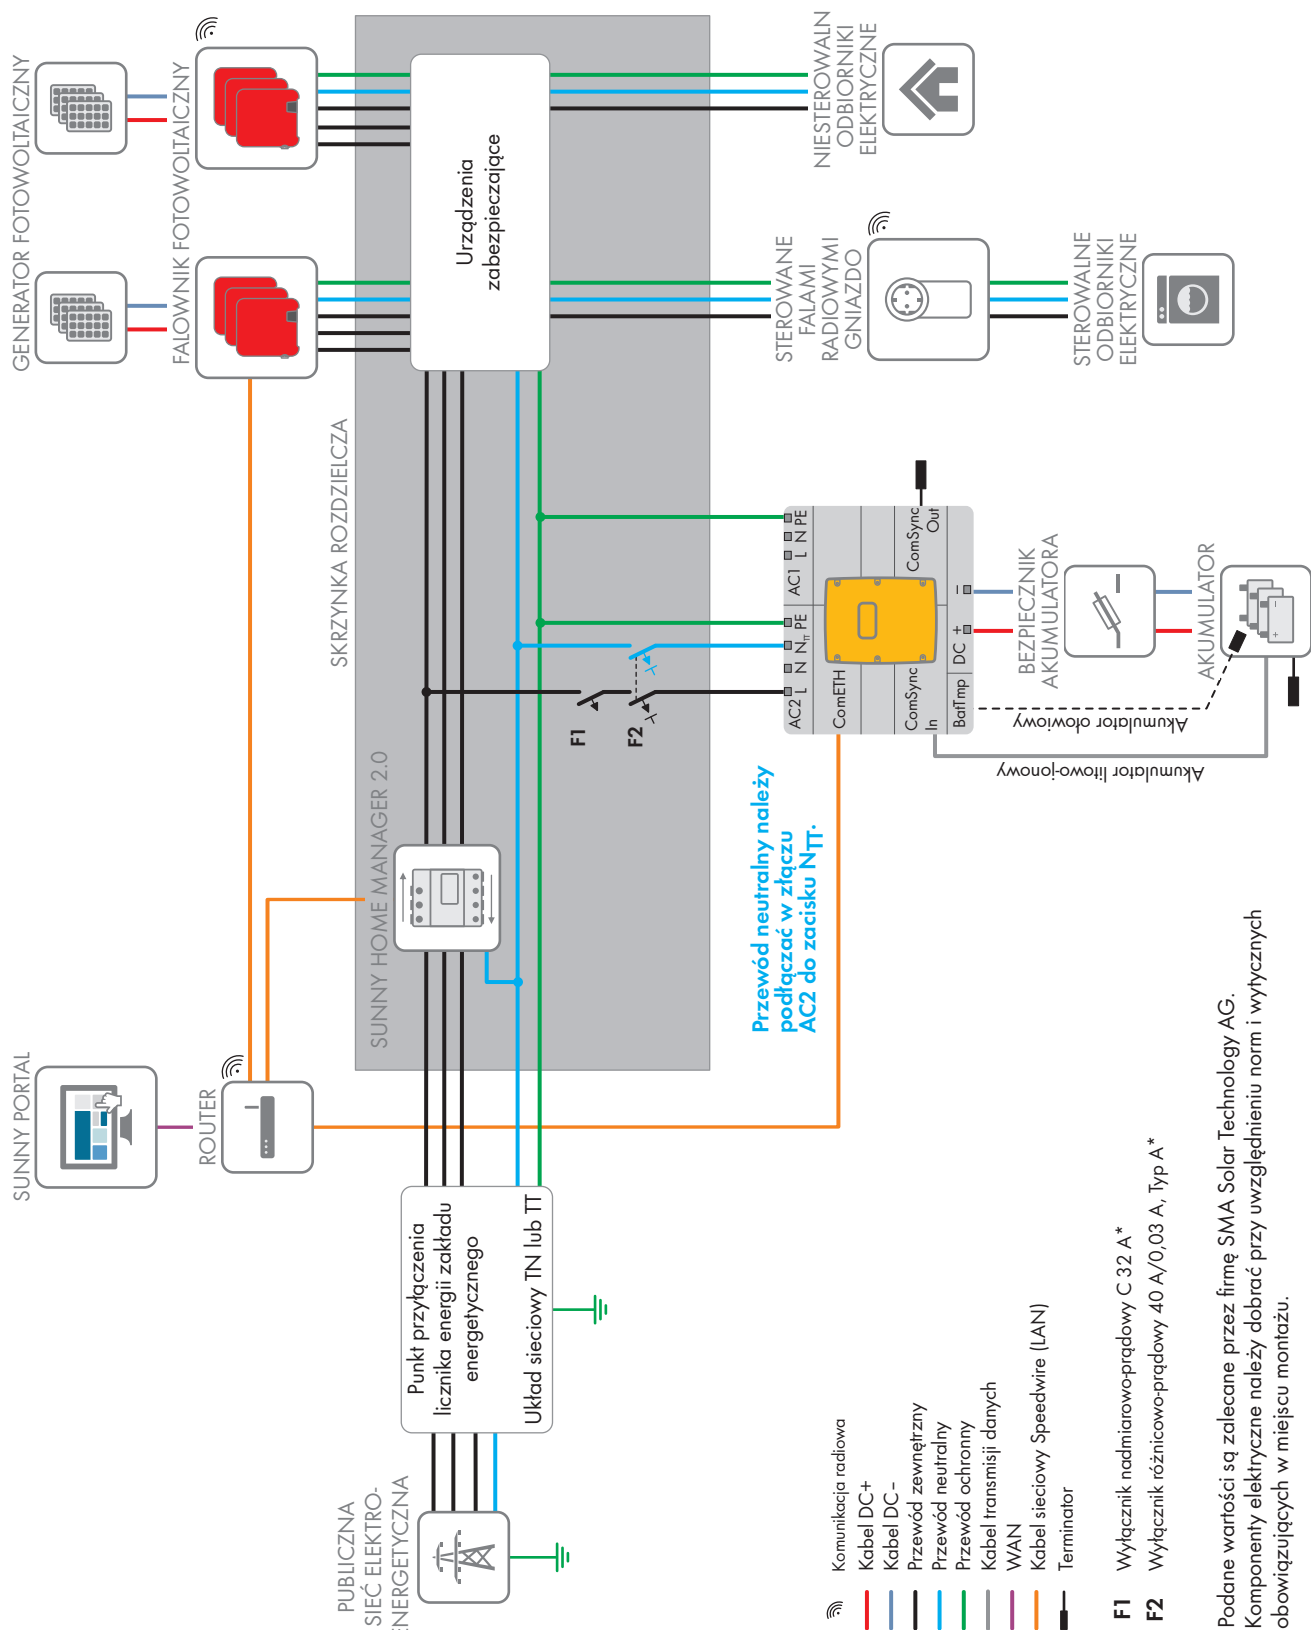 PUBLICZNA
SIEĆ ELEKTRO-
ENERGETYCZNA
Punkt przyłączenia
licznika energii zakładu
energetycznego
Układ sieciowy TN lub TT
SUNNY PORTAL
ROUTER
SUNNY HOME MANAGER 2.0
SKRZYNKA ROZDZIELCZA
GENERATOR FOTOWOLTAICZNY
FALOWNIK FOTOWOLTAICZNY
Urządzenia
zabezpieczające
NIESTEROWALN
ODBIORNIKI
ELEKTRYCZNE
STEROWANE
FALAMI
RADIOWYMI
GNIAZDO
STEROWALNE
ODBIORNIKI
ELEKTRYCZNE
F1
F2
Przewód neutralny należy
podłączać w złączu
AC2 do zacisku NTT.
AC2 L N NTT PE
AC1 L N PE
ComETH
ComSync
In
ComSync
Out
BatTmp
DC + −
BEZPIECZNIK
AKUMULATORA
AKUMULATOR
Akumulator ołowiowy
Akumulator litowo-jonowy
Komunikacja radiowa
Kabel DC+
Kabel DC−
Przewód zewnętrzny
Przewód neutralny
Przewód ochronny
Kabel transmisji danych
WAN
Kabel sieciowy Speedwire (LAN)
Terminator
F1 Wyłącznik nadmiarowo-prądowy C 32 A*
F2 Wyłącznik różnicowo-prądowy 40 A/0,03 A, Typ A*
Podane wartości są zalecane przez firmę SMA Solar Technology AG.
Komponenty elektryczne należy dobrać przy uwzględnieniu norm i wytycznych
obowiązujących w miejscu montażu.